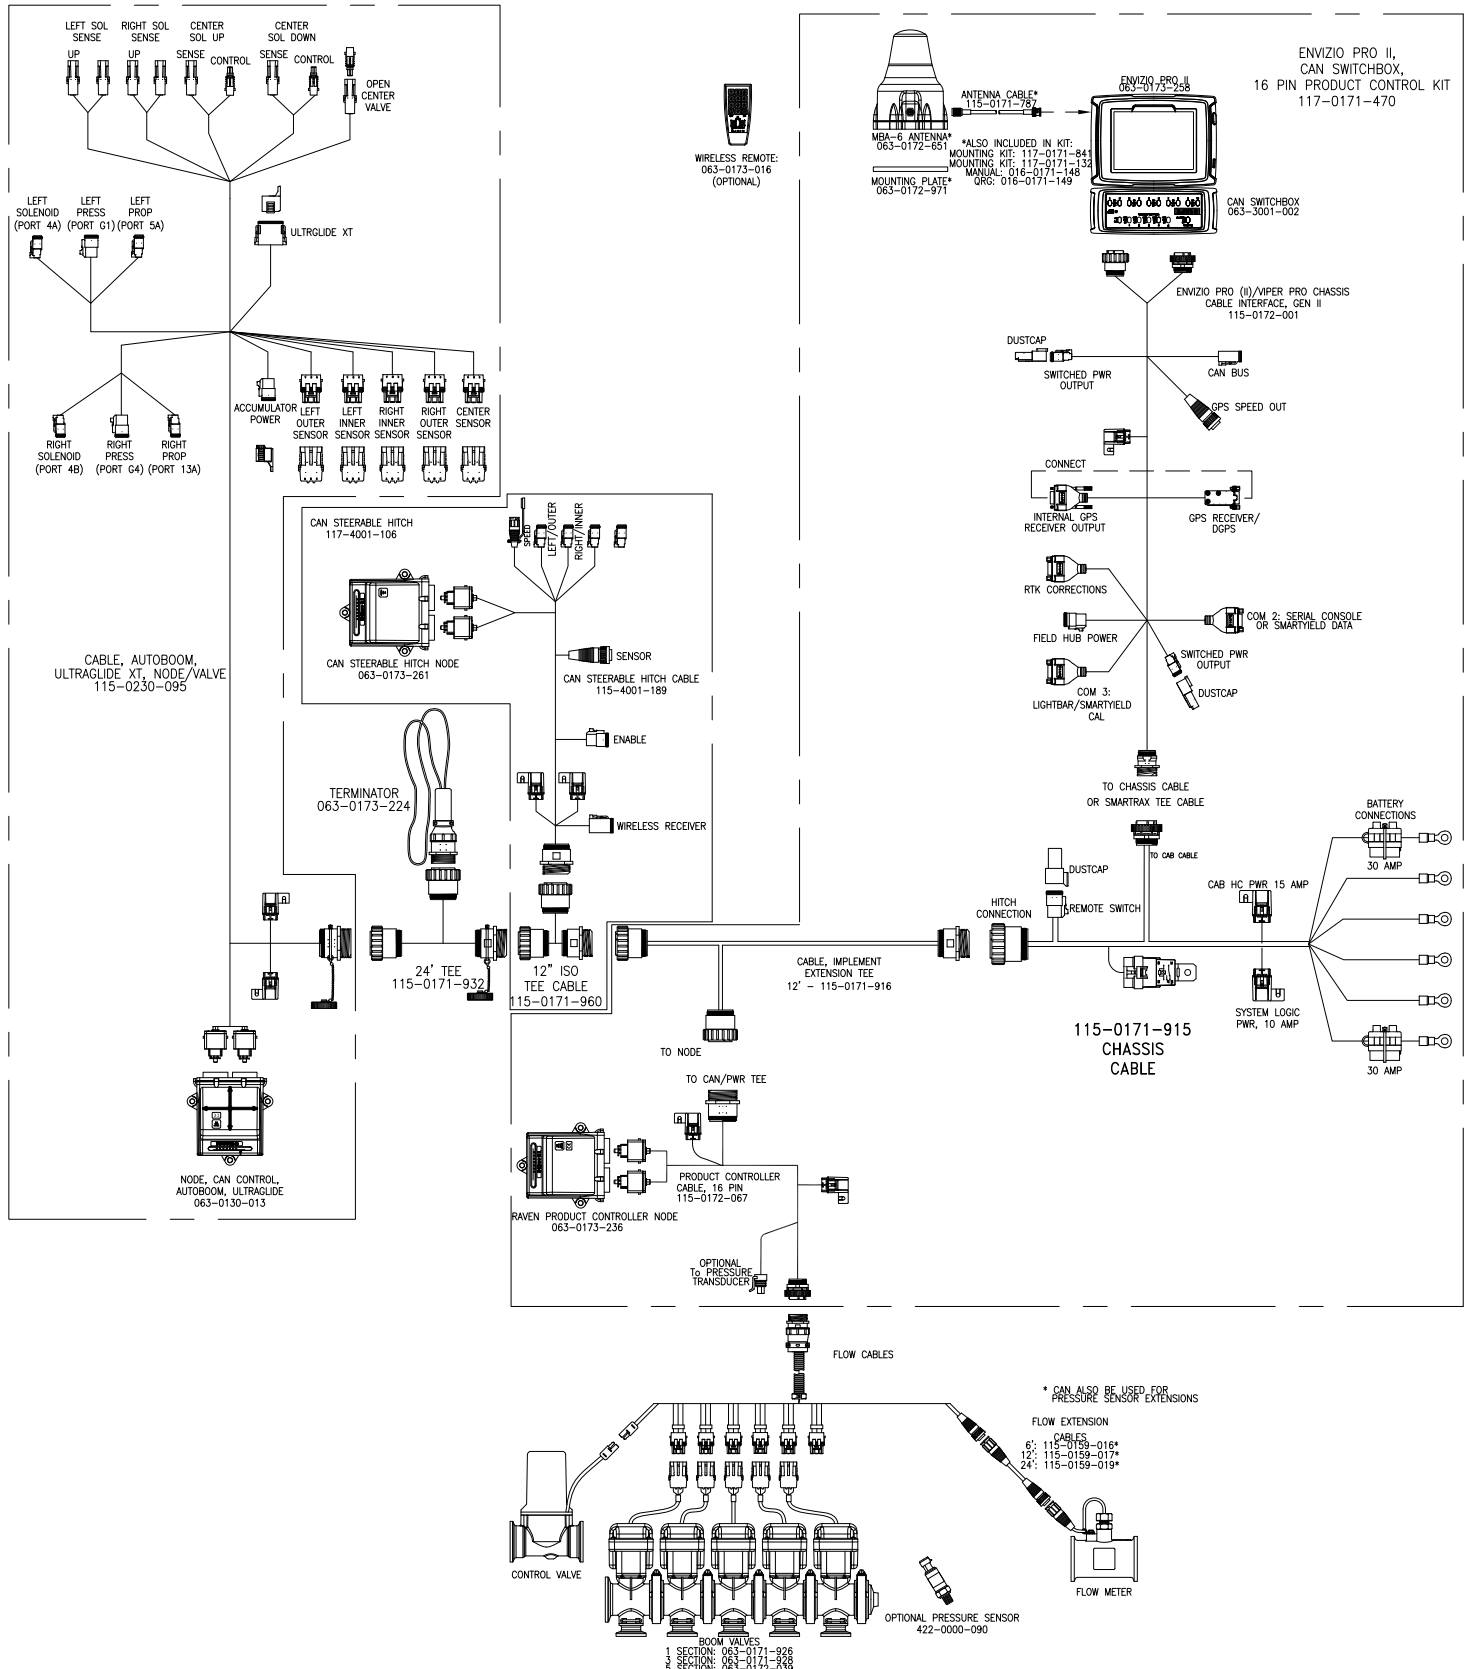 LEFT SOL
SENSE
UP
RIGHT SOL
SENSE
UP
CENTER
SOL UP
SENSE
CONTROL
CENTER
SOL DOWN
SENSE
CONTROL
OPEN
CENTER
VALVE
LEFT
SOLENOID
(PORT 4A)
LEFT
PRESS
(PORT G1)
LEFT
PROP
(PORT 5A)
ULTRGLIDE XT
RIGHT
SOLENOID
(PORT 4B)
RIGHT
PRESS
(PORT G4)
RIGHT
PROP
(PORT 13A)
ACCUMULATOR
POWER
LEFT
OUTER
SENSOR
LEFT
INNER
SENSOR
RIGHT
INNER
SENSOR
RIGHT
OUTER
SENSOR
CENTER
SENSOR
CABLE, AUTOBOOM,
ULTRAGLIDE XT, NODE/VALVE
115-0230-095
NODE, CAN CONTROL,
AUTOBOOM, ULTRAGLIDE
063-0130-013
CAN STEERABLE HITCH
117-4001-106
SPEED
LEFT/OUTER
RIGHT/INNER
CAN STEERABLE HITCH NODE
063-0173-261
SENSOR
CAN STEERABLE HITCH CABLE
115-4001-189
ENABLE
WIRELESS RECEIVER
TERMINATOR
063-0173-224
24' TEE
115-0171-932
12" ISO
TEE CABLE
115-0171-960
WIRELESS REMOTE:
063-0173-016
(OPTIONAL)
ENVIZIO PRO II,
CAN SWITCHBOX,
16 PIN PRODUCT CONTROL KIT
117-0171-470
ENVIZIO PRO II
063-0173-258
ANTENNA CABLE*
115-0171-787
MBA-6 ANTENNA*
063-0172-651
MOUNTING PLATE*
063-0172-971
*ALSO INCLUDED IN KIT:
MOUNTING KIT: 117-0171-841
MOUNTING KIT: 117-0171-132
MANUAL: 016-0171-148
QRG: 016-0171-149
CAN SWITCHBOX
063-3001-002
ENVIZIO PRO (II)/VIPER PRO CHASSIS
CABLE INTERFACE, GEN II
115-0172-001
DUSTCAP
SWITCHED PWR
OUTPUT
CAN BUS
GPS SPEED OUT
CONNECT
INTERNAL GPS
RECEIVER OUTPUT
GPS RECEIVER/
DGPS
RTK CORRECTIONS
FIELD HUB POWER
COM 2: SERIAL CONSOLE
OR SMARTYIELD DATA
SWITCHED PWR
OUTPUT
DUSTCAP
COM 3:
LIGHTBAR/SMARTYIELD
CAL
TO CHASSIS CABLE
OR SMARTRAX TEE CABLE
TO CAB CABLE
DUSTCAP
REMOTE SWITCH
HITCH
CONNECTION
CAB HC PWR 15 AMP
BATTERY
CONNECTIONS
30 AMP
SYSTEM LOGIC
PWR, 10 AMP
30 AMP
115-0171-915
CHASSIS
CABLE
CABLE, IMPLEMENT
EXTENSION TEE
12' - 115-0171-916
TO NODE
TO CAN/PWR TEE
PRODUCT CONTROLLER
CABLE, 16 PIN
115-0172-067
RAVEN PRODUCT CONTROLLER NODE
063-0173-236
OPTIONAL
To PRESSURE
TRANSDUCER
FLOW CABLES
* CAN ALSO BE USED FOR
PRESSURE SENSOR EXTENSIONS
FLOW EXTENSION
CABLES
6': 115-0159-016*
12': 115-0159-017*
24': 115-0159-019*
CONTROL VALVE
FLOW METER
OPTIONAL PRESSURE SENSOR
422-0000-090
BOOM VALVES
1 SECTION: 063-0171-926
3 SECTION: 063-0171-928
5 SECTION: 063-0172-039